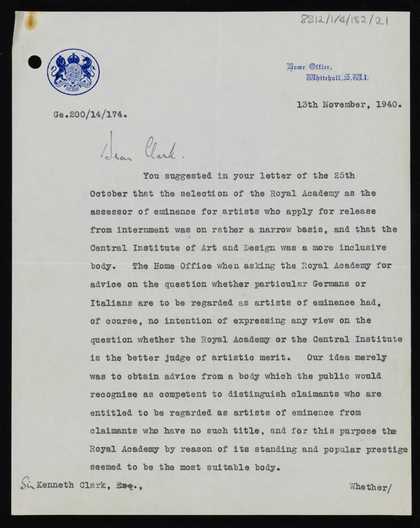 8812/1/4/182/21
Home Office,
Whitehall, S.W.1.
13th November, 1940.
Ge.200/14/174.
Dear Clark.
You suggested in your letter of the 25th
October that the selection of the Royal Academy as the
assessor of eminence for artists who apply for release
from internment was on rather a narrow basis, and that the
Central Institute of Art and Design was a more inclusive
body. The Home Office when asking the Royal Academy for
advice on the question whether particular Germans or
Italians are to be regarded as artists of eminence had,
of course, no intention of expressing any view on the
question whether the Royal Academy or the Central Institute
is the better judge of artistic merit. Our idea merely
was to obtain advice from a body which the public would
recognise as competent to distinguish claimants who are
entitled to be regarded as artists of eminence from
claimants who have no such title, and for this purpose the
Royal Academy by reason of its standing and popular prestige
seemed to be the most suitable body.
Sir Kenneth Clark, Esq.,
Whether/